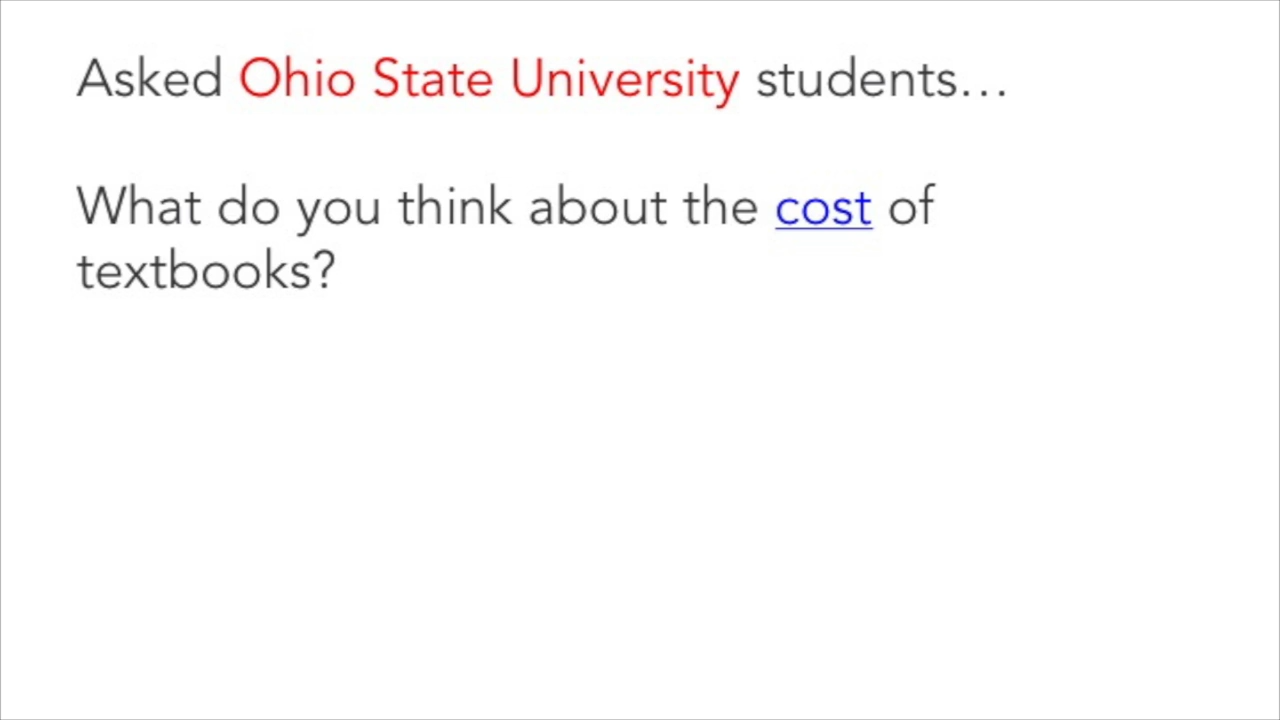 Asked Ohio State University students…
What do you think about the cost of
textbooks?